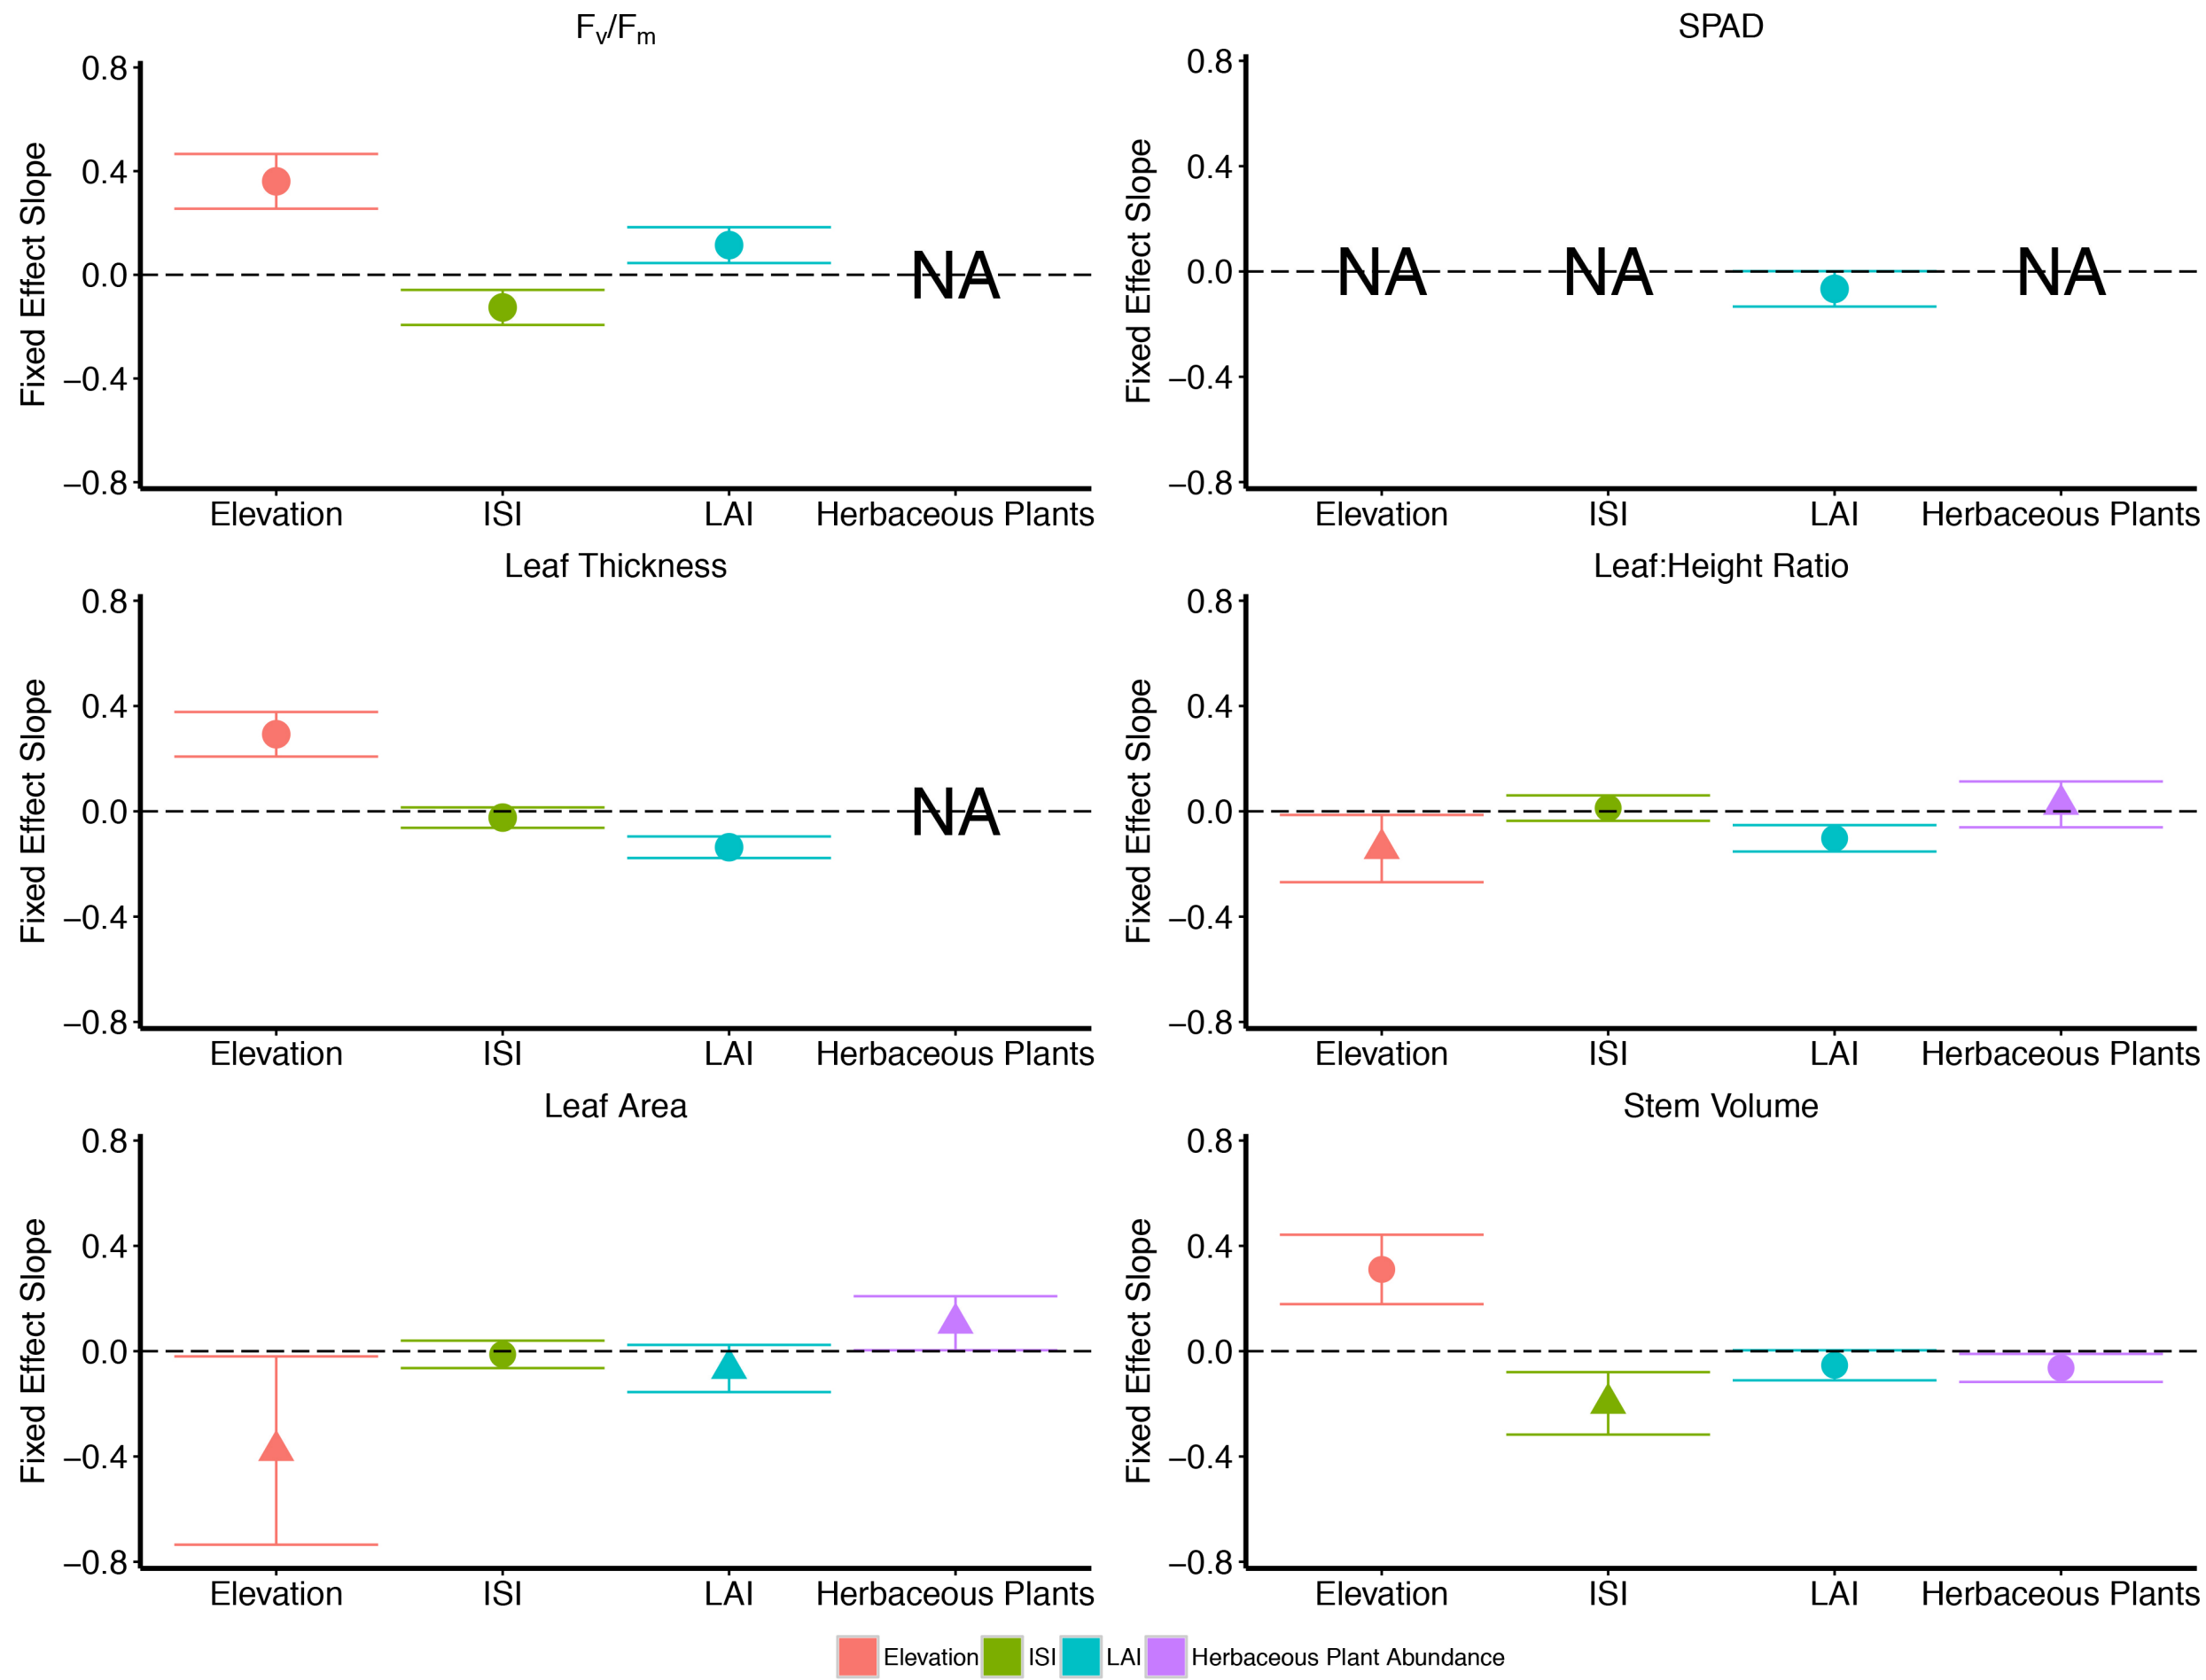 Fv/Fm
Fixed Effect Slope
0.8
0.4
0.0
−0.4
−0.8
NA
Elevation ISI LAI Herbaceous Plants
SPAD
Fixed Effect Slope
0.8
0.4
0.0
−0.4
−0.8
NA NA NA
Elevation ISI LAI Herbaceous Plants
Leaf Thickness
Fixed Effect Slope
0.8
0.4
0.0
−0.4
−0.8
NA
Elevation ISI LAI Herbaceous Plants
Leaf:Height Ratio
Fixed Effect Slope
0.8
0.4
0.0
−0.4
−0.8
Elevation ISI LAI Herbaceous Plants
Leaf Area
Fixed Effect Slope
0.8
0.4
0.0
−0.4
−0.8
Elevation ISI LAI Herbaceous Plants
Stem Volume
Fixed Effect Slope
0.8
0.4
0.0
−0.4
−0.8
Elevation ISI LAI Herbaceous Plants
Elevation ISI LAI Herbaceous Plant Abundance